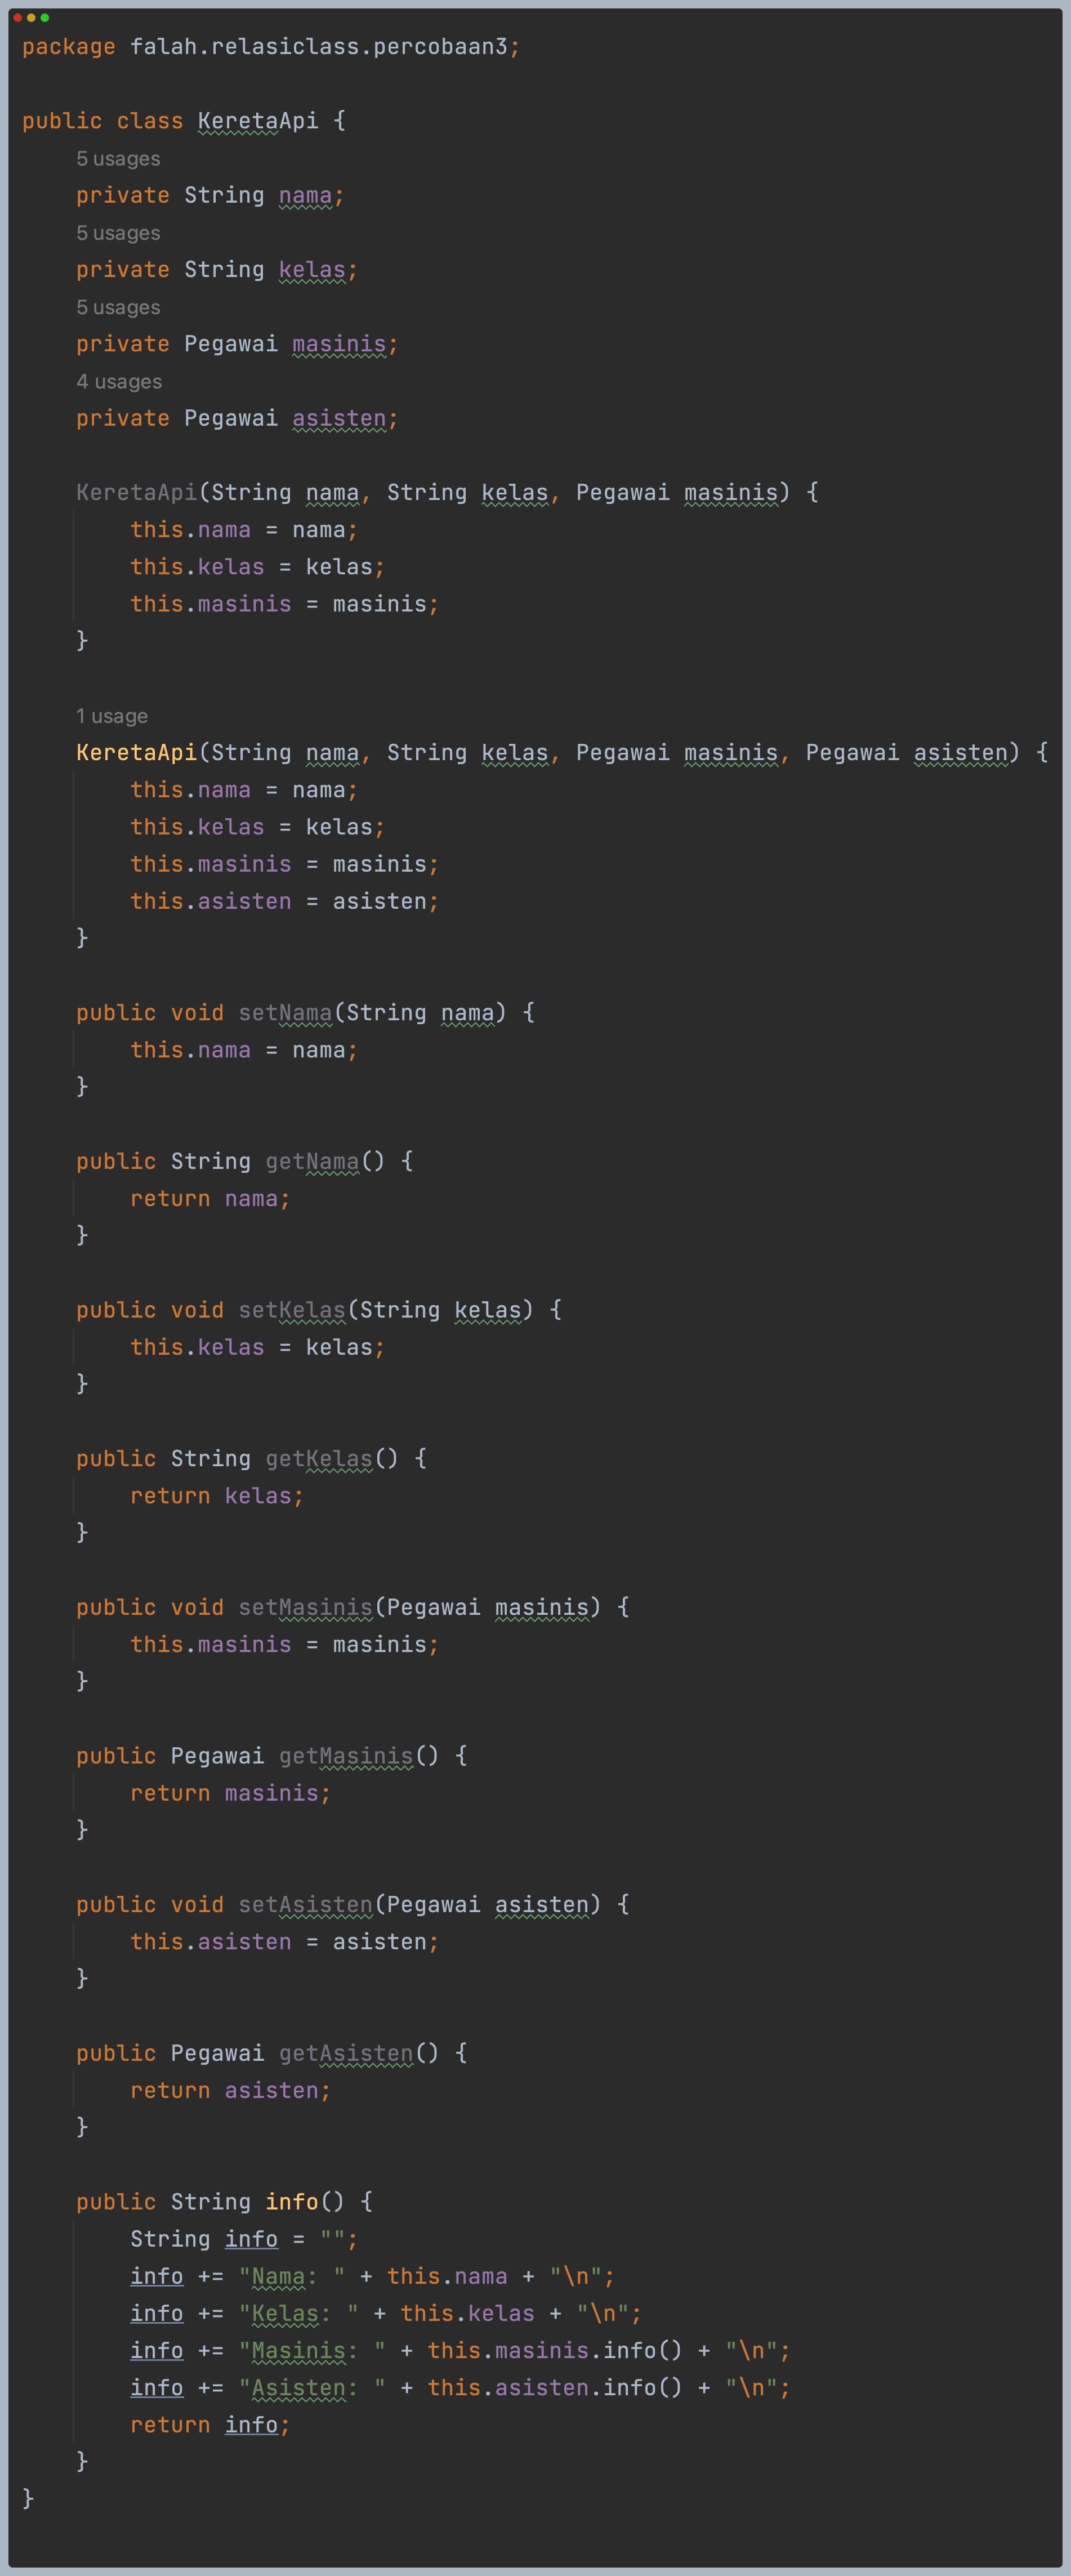 package falah.relasiclass.percobaan3;
public class KeretaApi {
5 usages
private String nama;
5 usages
private String kelas;
5 usages
private Pegawai masinis;
4 usages
private Pegawai asisten;
KeretaApi(String nama, String kelas, Pegawai masinis) {
this.nama = nama;
this.kelas = kelas;
this.masinis = masinis;
}
1 usage
KeretaApi(String nama, String kelas, Pegawai masinis, Pegawai asisten) {
this.nama = nama;
this.kelas = kelas;
this.masinis = masinis;
this.asisten = asisten;
}
public void setNama(String nama) {
this.nama = nama;
}
public String getNama() {
return nama;
}
public void setKelas(String kelas) {
this.kelas = kelas;
}
public String getKelas() {
return kelas;
}
public void setMasinis(Pegawai masinis) {
this.masinis = masinis;
}
public Pegawai getMasinis() {
return masinis;
}
public void setAsisten(Pegawai asisten) {
this.asisten = asisten;
}
public Pegawai getAsisten() {
return asisten;
}
public String info() {
String info = "";
info += "Nama: " + this.nama + "\n";
info += "Kelas: " + this.kelas + "\n";
info += "Masinis: " + this.masinis.info() + "\n";
info += "Asisten: " + this.asisten.info() + "\n";
return info;
}
}